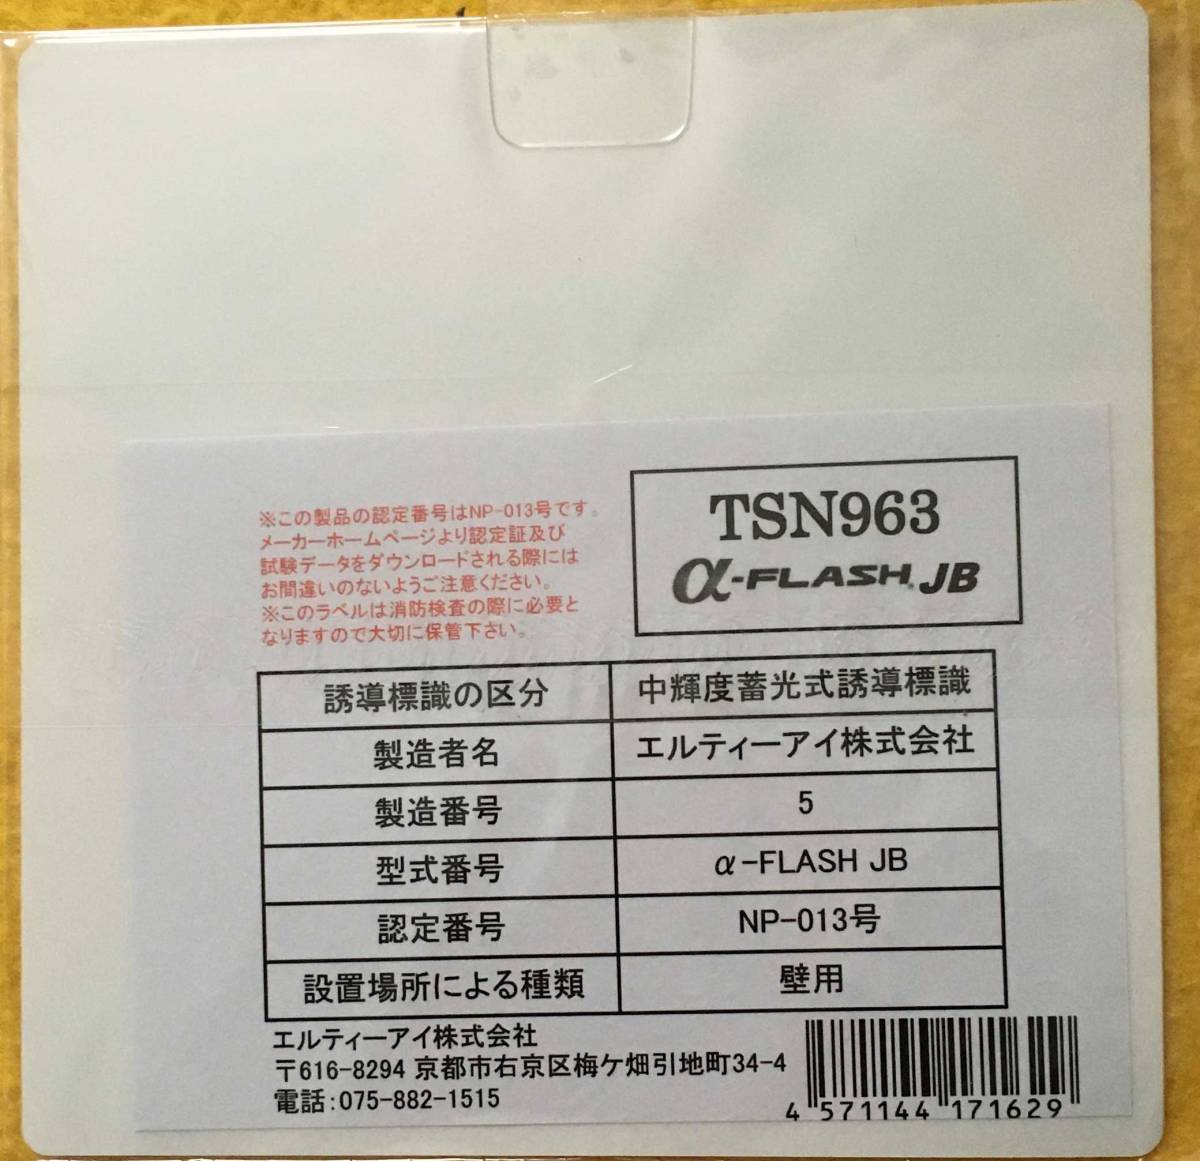 ※この製品の認定番号はNP-013号です。
メーカーホームページより認定証及び
試験データをダウンロードされる際には
お間違いのないようご注意ください。
※このラベルは消防検査の際に必要と
なりますので大切に保管下さい。
TSN963
α-FLASH JB
誘導標識の区分 中輝度蓄光式誘導標識
製造者名 エルティーアイ株式会社
製造番号 5
型式番号 α-FLASH JB
認定番号 NP-013号
設置場所による種類 壁用
エルティーアイ株式会社
〒616-8294 京都市右京区梅ケ畑引地町34-4
電話:075-882-1515
4 571144 171629